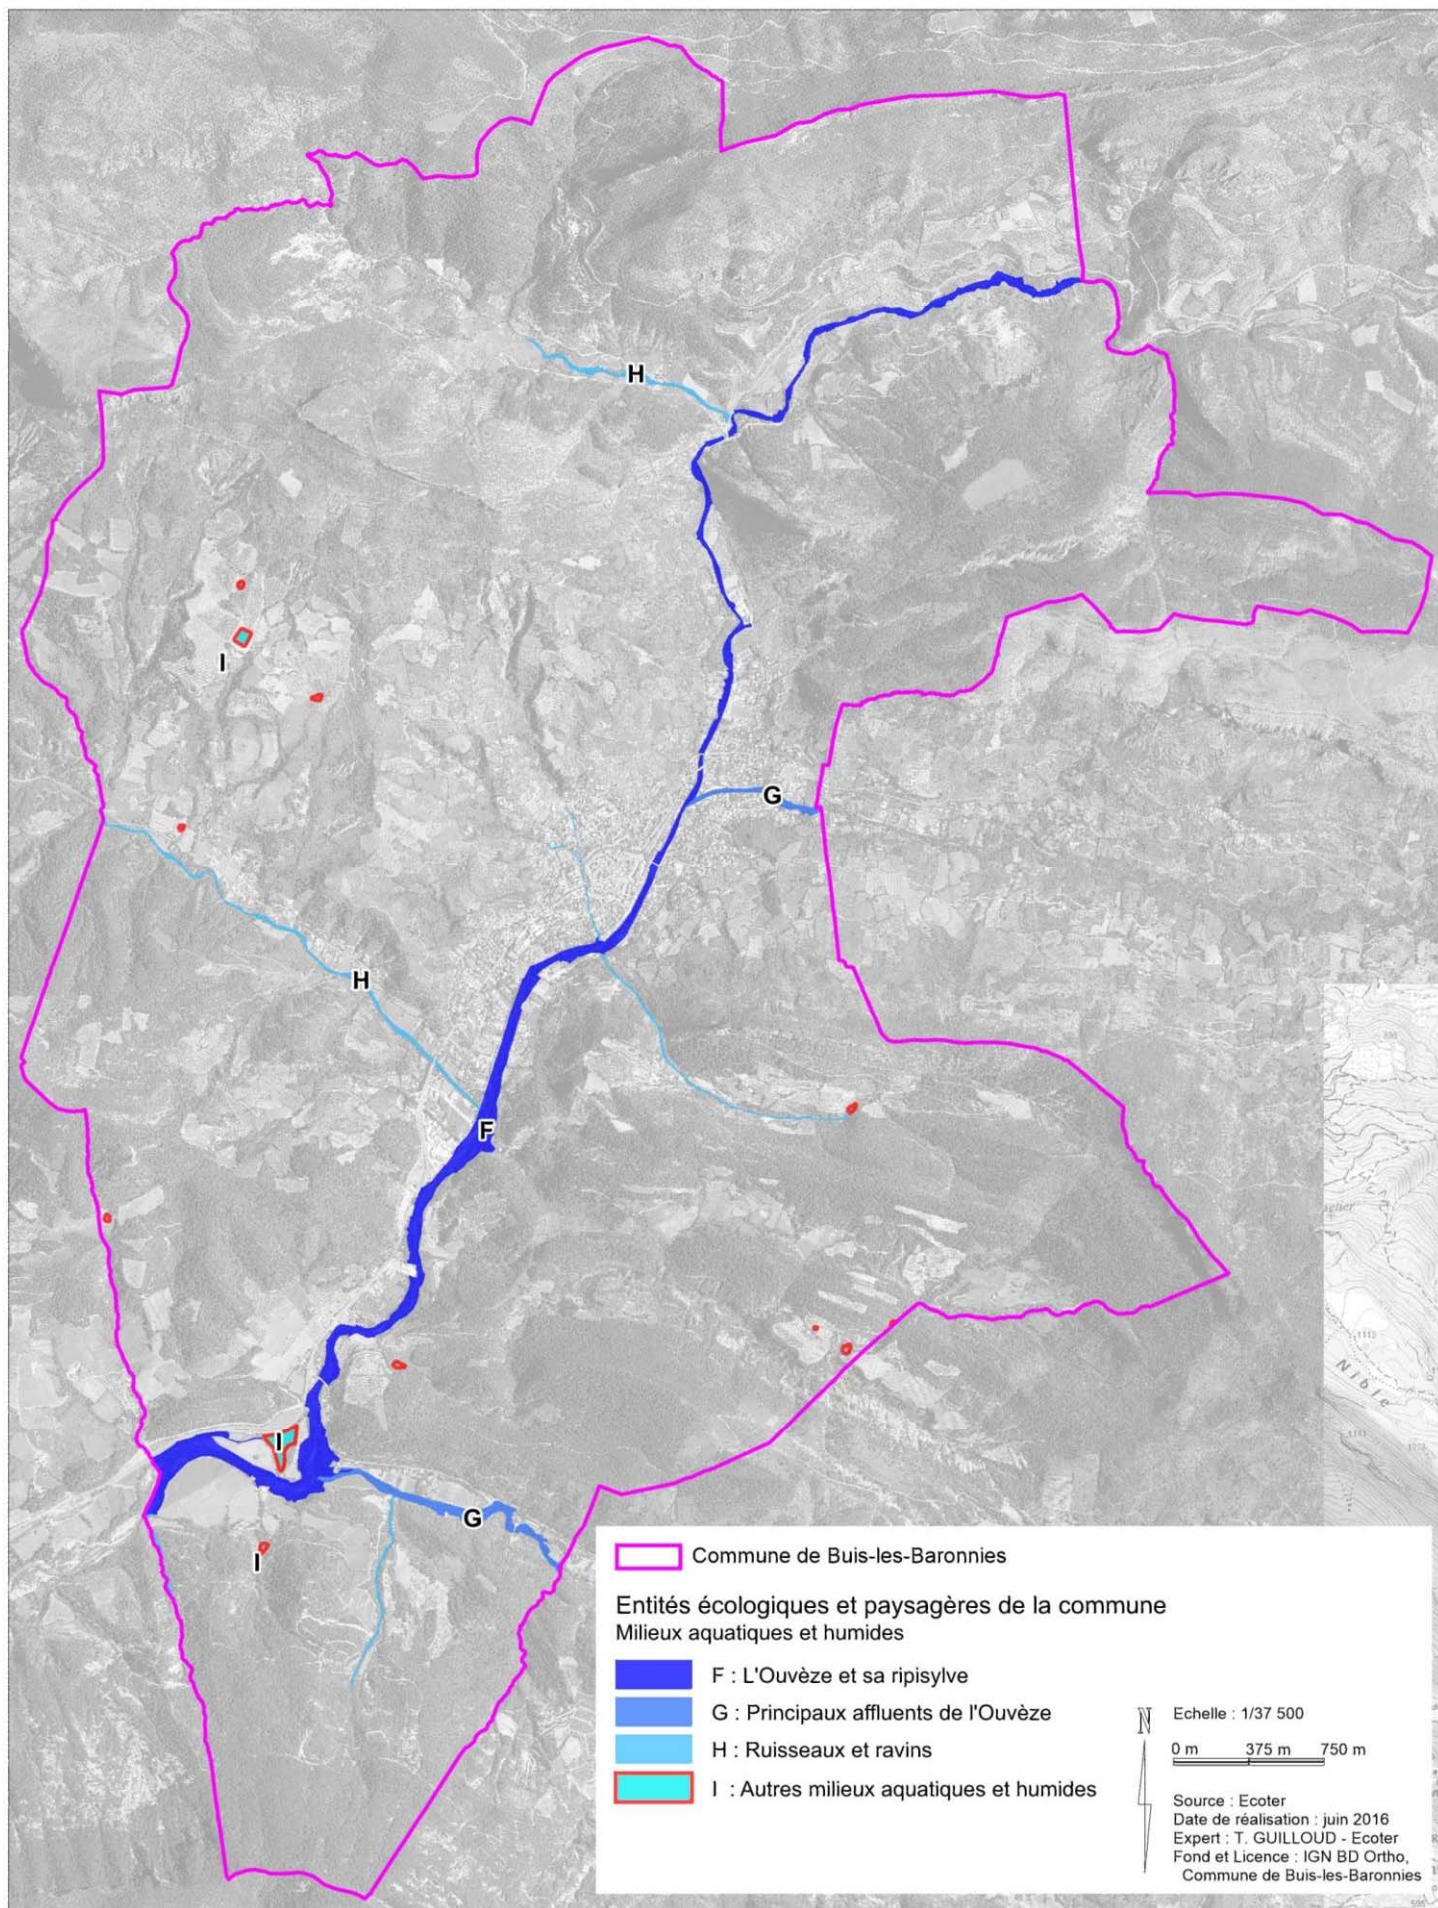 H
I
G
H
F
I
G
I
Nible
1113
Commune de Buis-les-Baronnies
Entités écologiques et paysagères de la commune
Milieux aquatiques et humides
F : L'Ouvèze et sa ripisylve
G : Principaux affluents de l'Ouvèze
H : Ruisseaux et ravins
I : Autres milieux aquatiques et humides
N
Echelle : 1/37 500
0 m 375 m 750 m
Source : Ecoter
Date de réalisation : juin 2016
Expert : T. GUILLOUD - Ecoter
Fond et Licence : IGN BD Ortho,
Commune de Buis-les-Baronnies